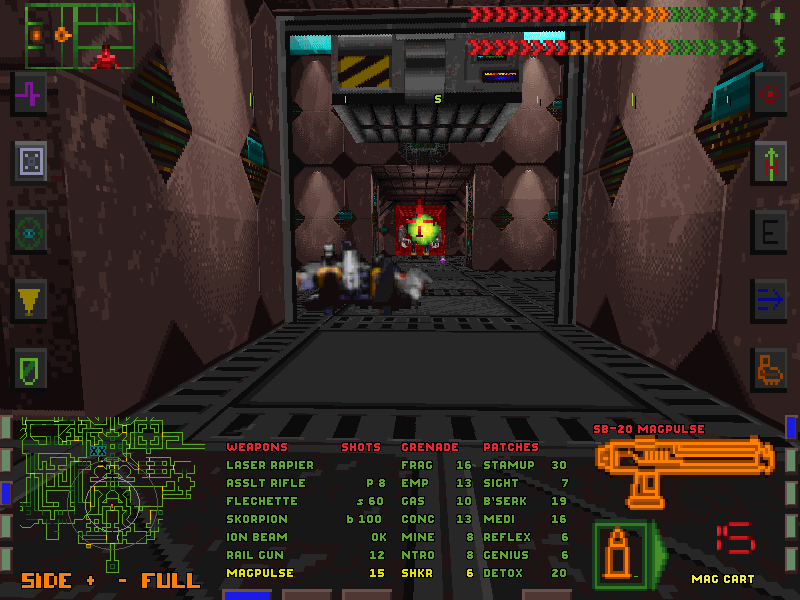 S
E
SB-20 MAGPULSE
WEAPONS SHOTS GRENADE PATCHES
LASER RAPIER FRAG 16 STAMUP 30
ASSLT RIFLE P 8 EMP 13 SIGHT 7
FLECHETTE s 60 GAS 10 B'SERK 19
SKORPION b 100 CONC 13 MEDI 16
ION BEAM OK MINE 8 REFLEX 6
RAIL GUN 12 NTRO 8 GENIUS 6
MAGPULSE 15 SHKR 6 DETOX 20
15
MAG CART
SIDE + - FULL